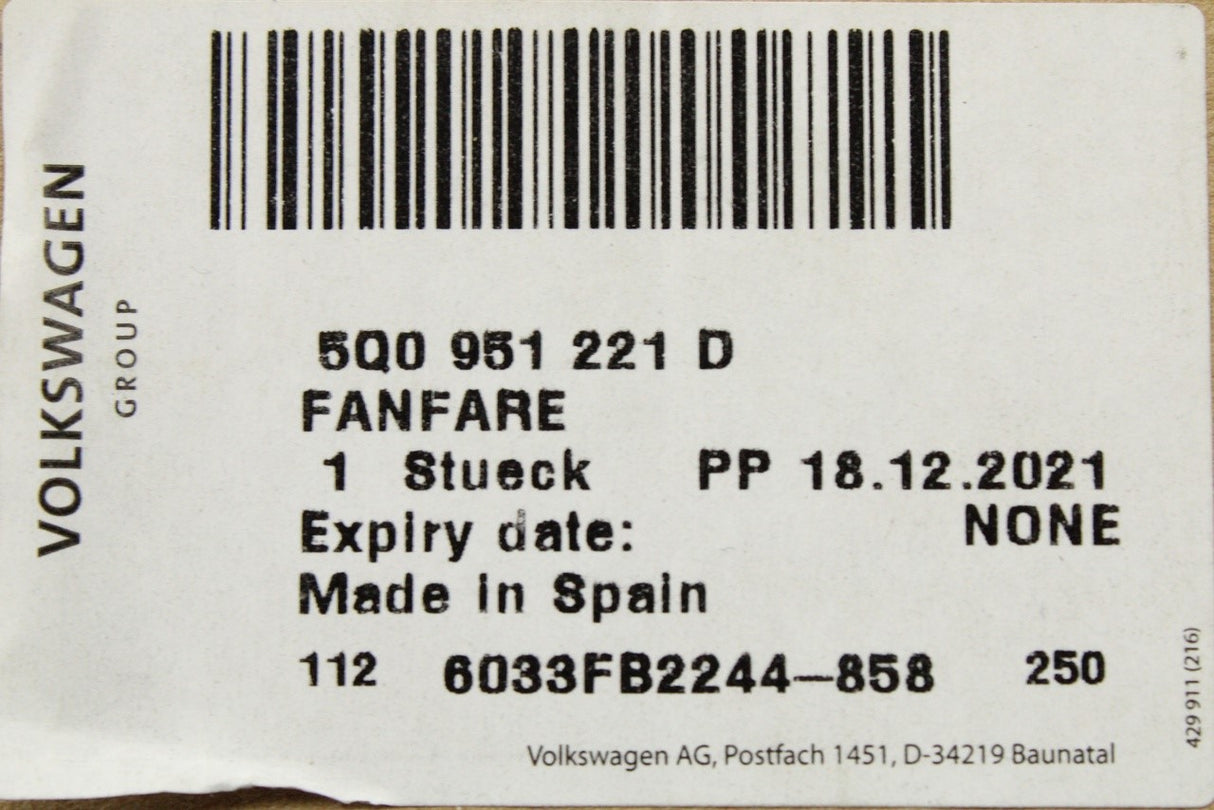 VOLKSWAGEN
GROUP
5Q0 951 221 D
FANFARE
1 Stueck PP 18.12.2021
Expiry date: NONE
Made in Spain
112 6033FB2244-858 250
Volkswagen AG, Postfach 1451, D-34219 Baunatal
429 911 (216)